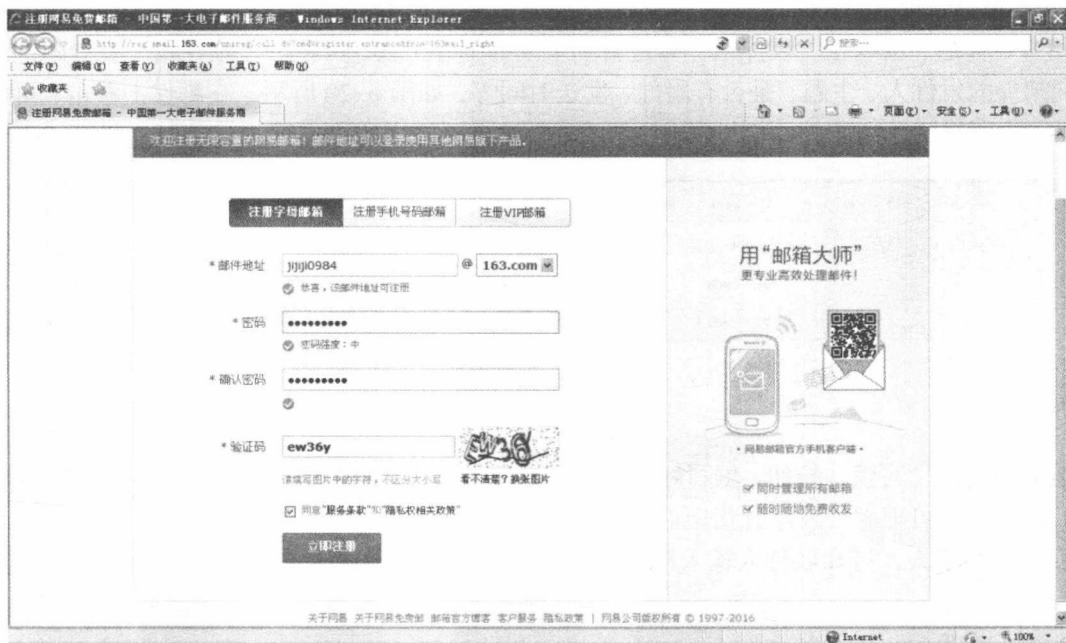 注册网易免费邮箱 - 中国第一大电子邮件服务商 - Windows Internet Explorer
搜索...
文件(F) 编辑(E) 查看(V) 收藏夹(A) 工具(T) 帮助(H)
收藏夹
注册网易免费邮箱 - 中国第一大电子邮件服务商
页面(P) 安全(S) 工具(O)
欢迎注册无限容量的网易邮箱！邮件地址可以登录使用其他网易旗下产品。
注册字母邮箱 注册手机号码邮箱 注册VIP邮箱
* 邮件地址 jijiji0984 @ 163.com
恭喜，该邮件地址可注册
* 密码 ●●●●●●●●●
密码强度：中
* 确认密码 ●●●●●●●●●
* 验证码 ew36y
请填写图片中的字符，不区分大小写 看不清楚？换张图片
同意"服务条款"和"隐私权相关政策"
立即注册
用“邮箱大师”
更专业高效处理邮件！
• 网易邮箱官方手机客户端 •
同时管理所有邮箱
随时随地免费收发
关于网易 关于网易免费邮 邮箱官方博客 客户服务 隐私政策 | 网易公司版权所有 © 1997-2016
Internet 100%